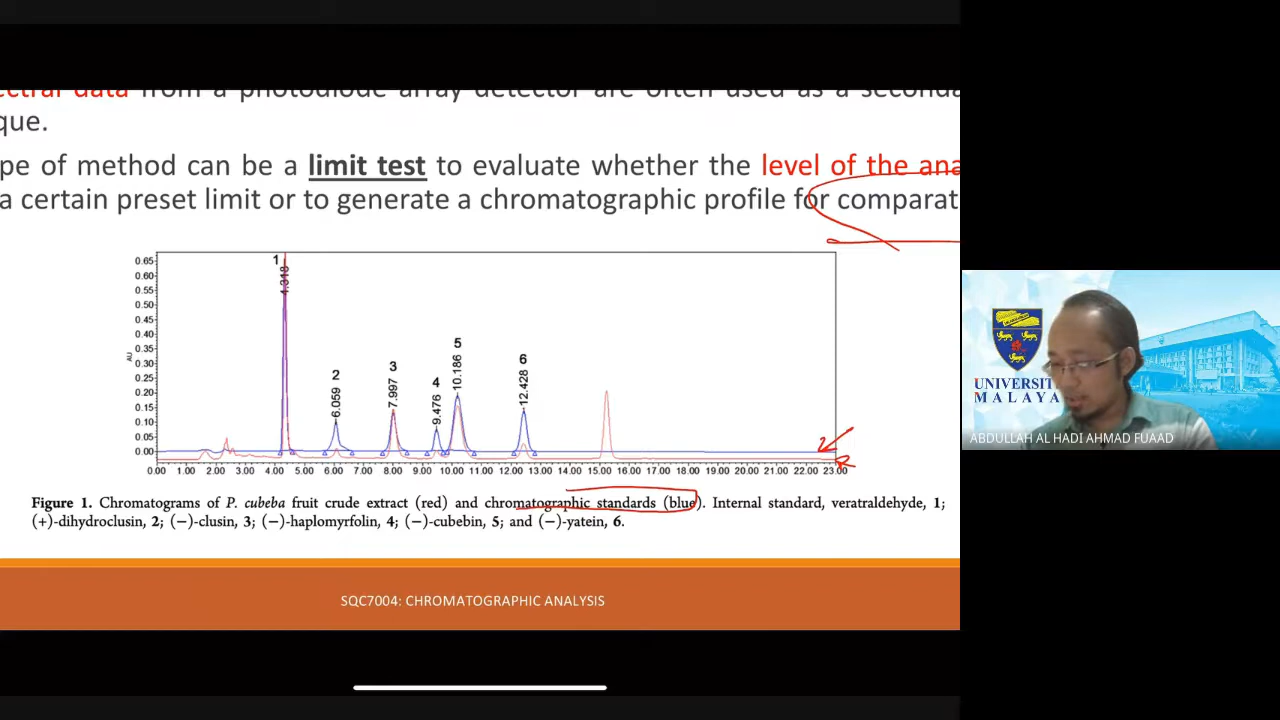 ectral data from a photodiode array detector are often used as a seconda
que.
pe of method can be a limit test to evaluate whether the level of the ana
a certain preset limit or to generate a chromatographic profile for comparat
0.65
0.60
0.55
0.50
0.45
0.40
0.35
0.30
0.25
0.20
0.15
0.10
0.05
0.00
AU
1
4.318
2
6.059
3
7.997
4
9.476
5
10.186
6
12.428
0.00 1.00 2.00 3.00 4.00 5.00 6.00 7.00 8.00 9.00 10.00 11.00 12.00 13.00 14.00 15.00 16.00 17.00 18.00 19.00 20.00 21.00 22.00 23.00
Figure 1. Chromatograms of P. cubeba fruit crude extract (red) and chromatographic standards (blue). Internal standard, veratraldehyde, 1;
(+)-dihydroclusin, 2; (−)-clusin, 3; (−)-haplomyrfolin, 4; (−)-cubebin, 5; and (−)-yatein, 6.
SQC7004: CHROMATOGRAPHIC ANALYSIS
UNIVERSIT
MALAYA
ABDULLAH AL HADI AHMAD FUAAD